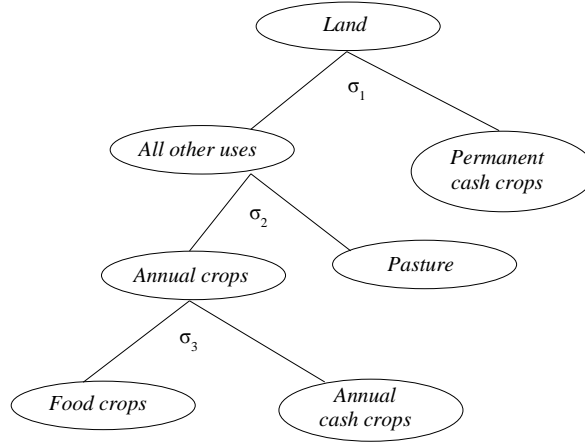 Land
σ1
All other uses
Permanent
cash crops
σ2
Annual crops
Pasture
σ3
Food crops
Annual
cash crops